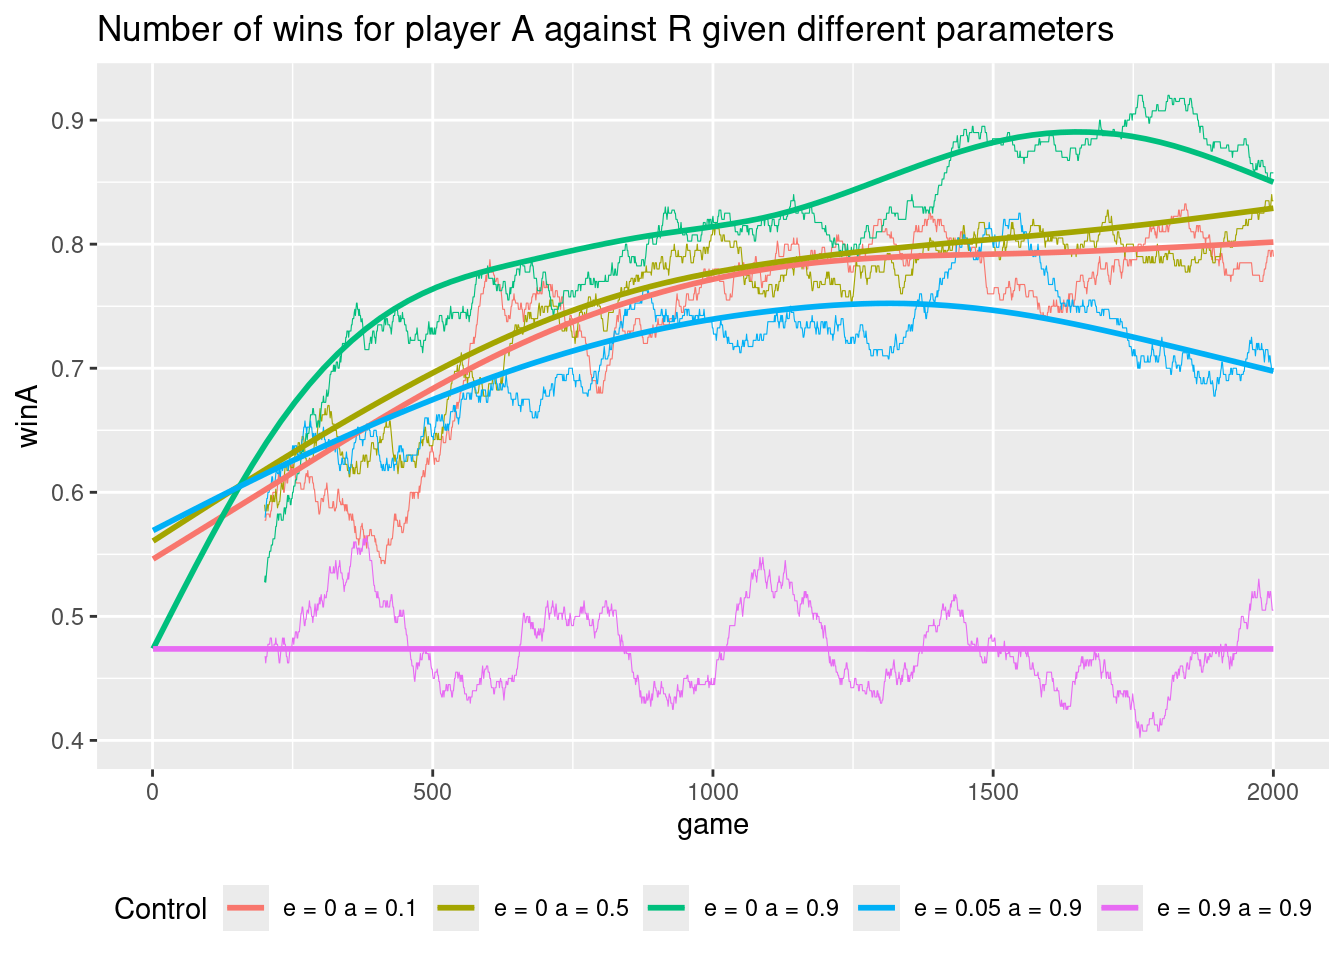 Number of wins for player A against R given different parameters
winA
0.9
0.8
0.7
0.6
0.5
0.4
0 500 1000 1500 2000
game
Control e = 0 a = 0.1 e = 0 a = 0.5 e = 0 a = 0.9 e = 0.05 a = 0.9 e = 0.9 a = 0.9